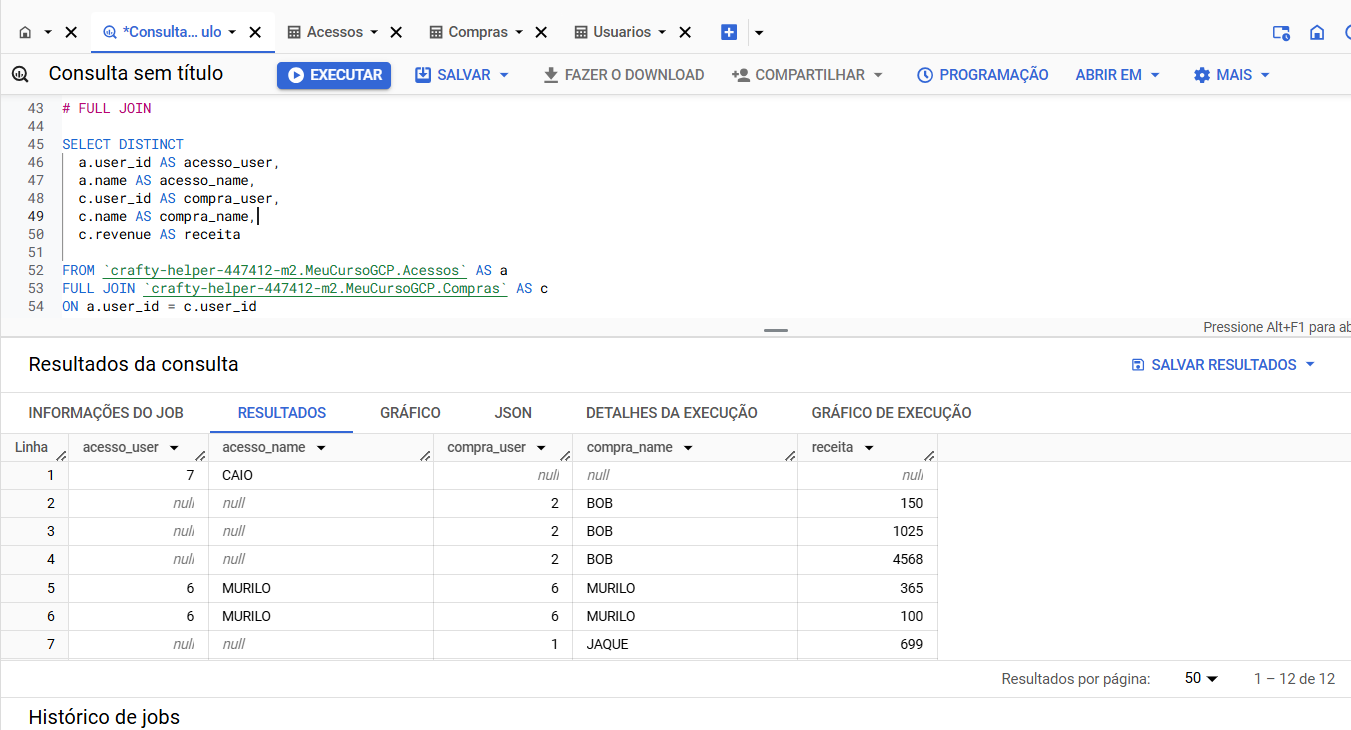 *Consulta... ulo Acessos Compras Usuarios
Consulta sem título EXECUTAR SALVAR FAZER O DOWNLOAD COMPARTILHAR PROGRAMAÇÃO ABRIR EM MAIS
43 # FULL JOIN
44
45 SELECT DISTINCT
46 a.user_id AS acesso_user,
47 a.name AS acesso_name,
48 c.user_id AS compra_user,
49 c.name AS compra_name,
50 c.revenue AS receita
51
52 FROM `crafty-helper-447412-m2.MeuCursoGCP.Acessos` AS a
53 FULL JOIN `crafty-helper-447412-m2.MeuCursoGCP.Compras` AS c
54 ON a.user_id = c.user_id
Pressione Alt+F1 para ab
Resultados da consulta SALVAR RESULTADOS
INFORMAÇÕES DO JOB RESULTADOS GRÁFICO JSON DETALHES DA EXECUÇÃO GRÁFICO DE EXECUÇÃO
Linha acesso_user acesso_name compra_user compra_name receita
1 7 CAIO null null null
2 null null 2 BOB 150
3 null null 2 BOB 1025
4 null null 2 BOB 4568
5 6 MURILO 6 MURILO 365
6 6 MURILO 6 MURILO 100
7 null null 1 JAQUE 699
Resultados por página: 50 1 – 12 de 12
Histórico de jobs